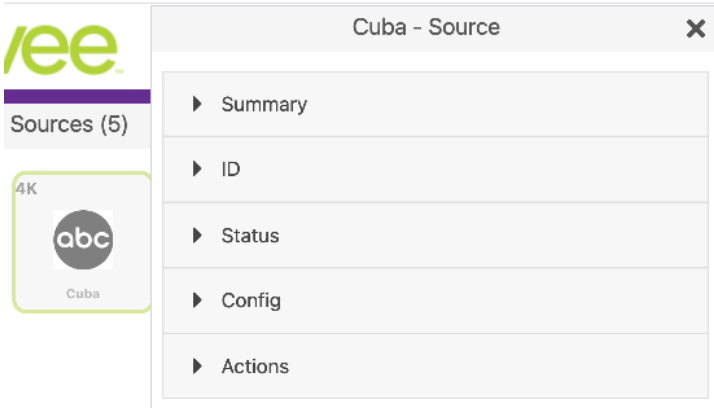 vee
Sources (5)
4K
abc
Cuba
Cuba - Source
Summary
ID
Status
Config
Actions